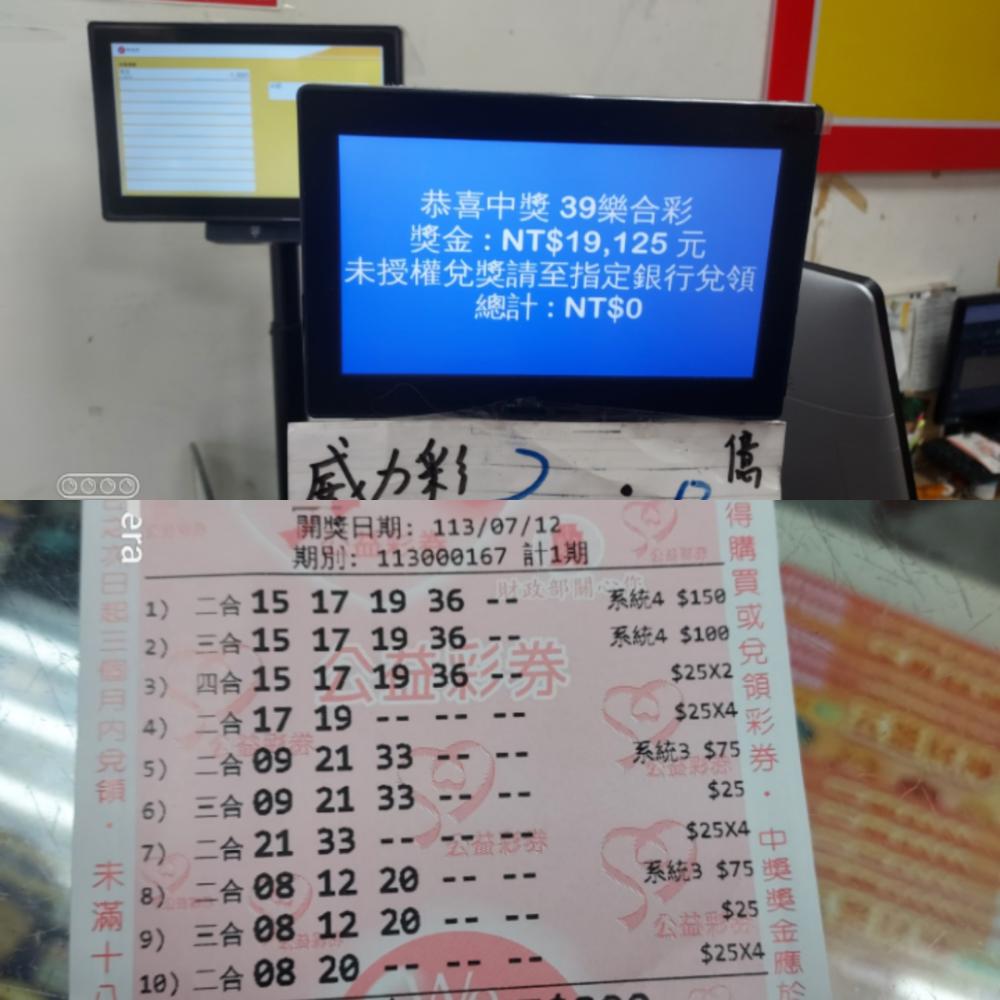 恭喜中獎 39樂合彩
獎金 : NT$19,125 元
未授權兌獎請至指定銀行兌領
總計 : NT$0
威力彩
億
era
開獎日期: 113/07/12
期別: 113000167 計1期
財政部關心您
1) 二合 15 17 19 36 -- 系統4 $150
2) 三合 15 17 19 36 -- 系統4 $100
3) 四合 15 17 19 36 -- $25X2
4) 二合 17 19 -- -- -- $25X4
5) 二合 09 21 33 -- -- 系統3 $75
6) 三合 09 21 33 -- -- $25
7) 二合 21 33 -- -- -- $25X4
8) 二合 08 12 20 -- -- 系統3 $75
9) 三合 08 12 20 -- -- $25
10) 二合 08 20 -- -- -- $25X4
公益彩券
日起三個月內兌領．未滿十八
得購買或兌領彩券．中獎獎金應於